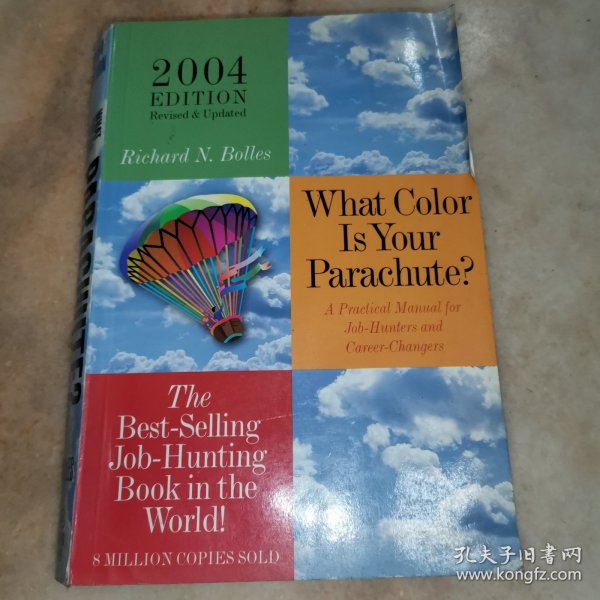 2004
EDITION
Revised & Updated
Richard N. Bolles
What Color
Is Your
Parachute?
A Practical Manual for
Job-Hunters and
Career-Changers
The
Best-Selling
Job-Hunting
Book in the
World!
8 MILLION COPIES SOLD
WHAT
PARACHUTE?
孔夫子旧书网
www.kongfz.com